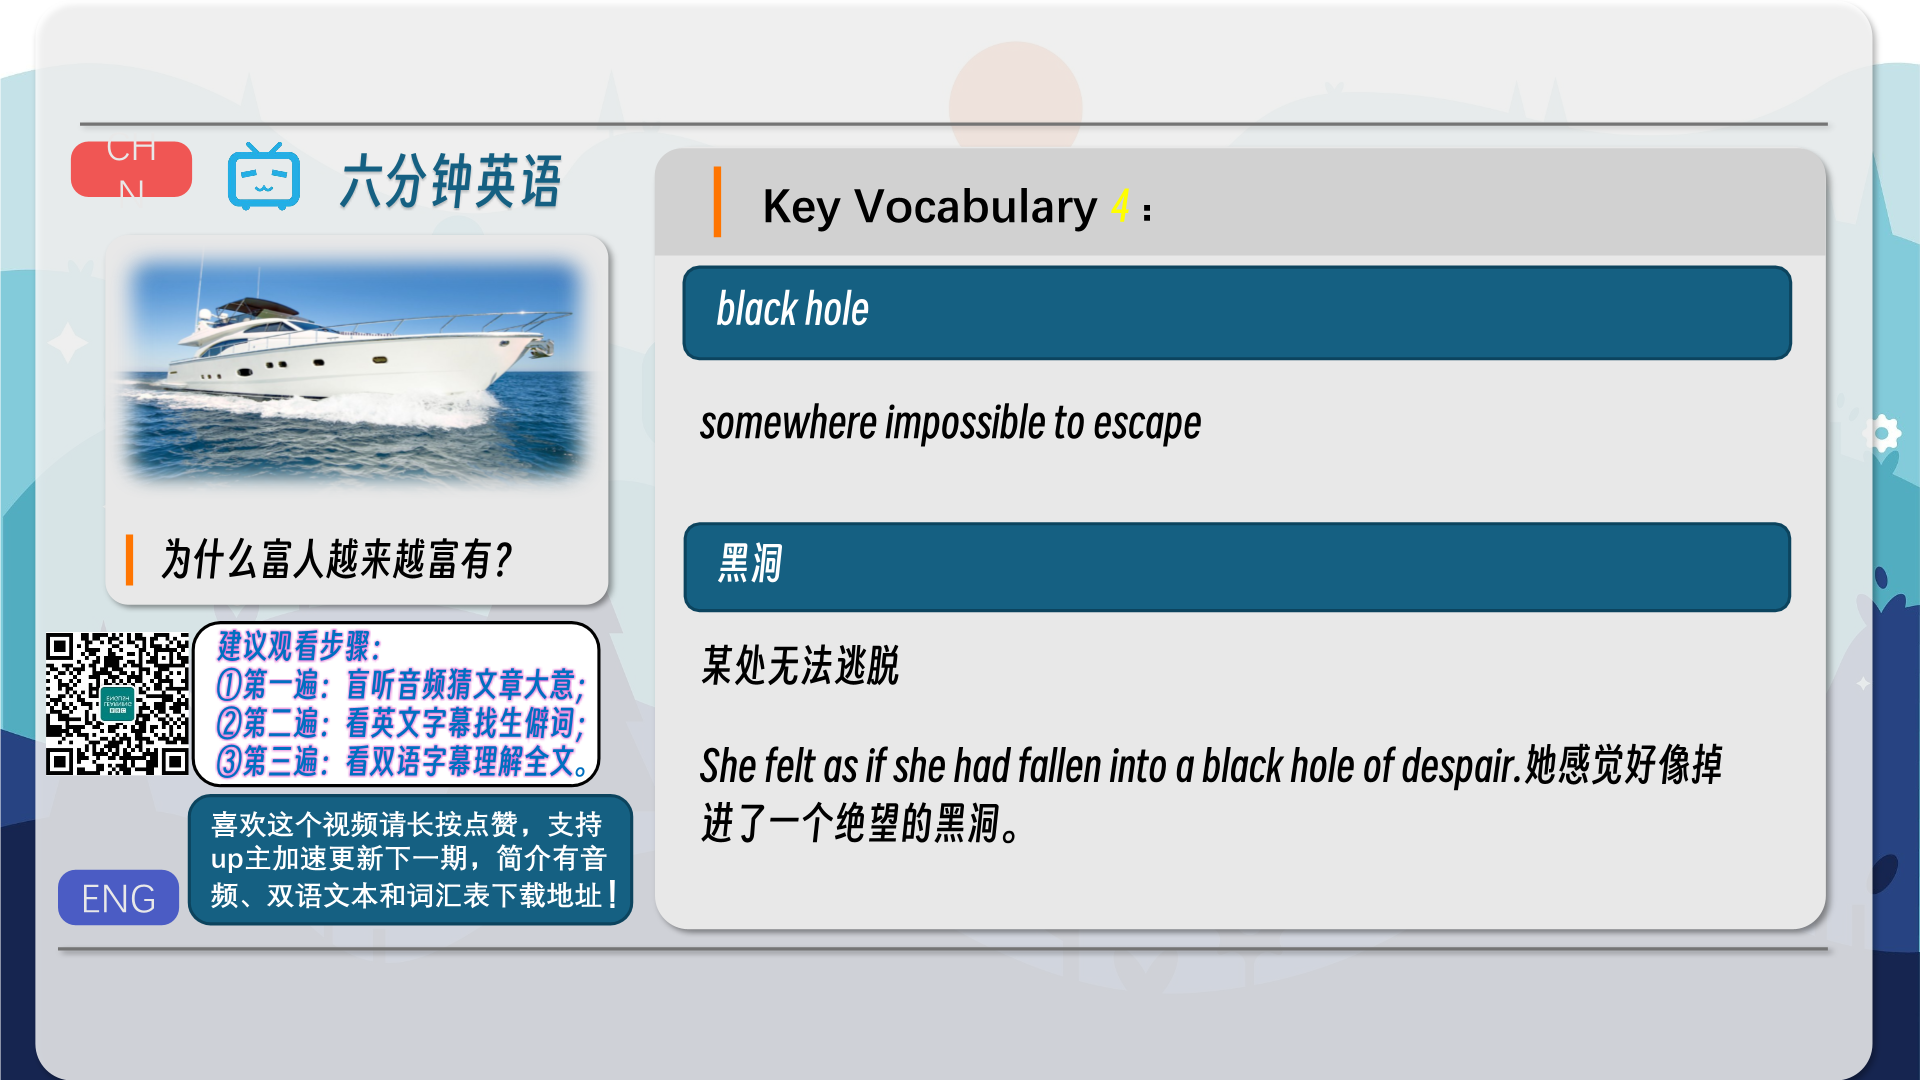 CH
N
六分钟英语
为什么富人越来越富有?
建议观看步骤:
①第一遍：盲听音频猜文章大意;
②第二遍：看英文字幕找生僻词;
③第三遍：看双语字幕理解全文。
喜欢这个视频请长按点赞，支持
up主加速更新下一期，简介有音
频、双语文本和词汇表下载地址！
ENG
Key Vocabulary 4：
black hole
somewhere impossible to escape
黑洞
某处无法逃脱
She felt as if she had fallen into a black hole of despair.她感觉好像掉
进了一个绝望的黑洞。